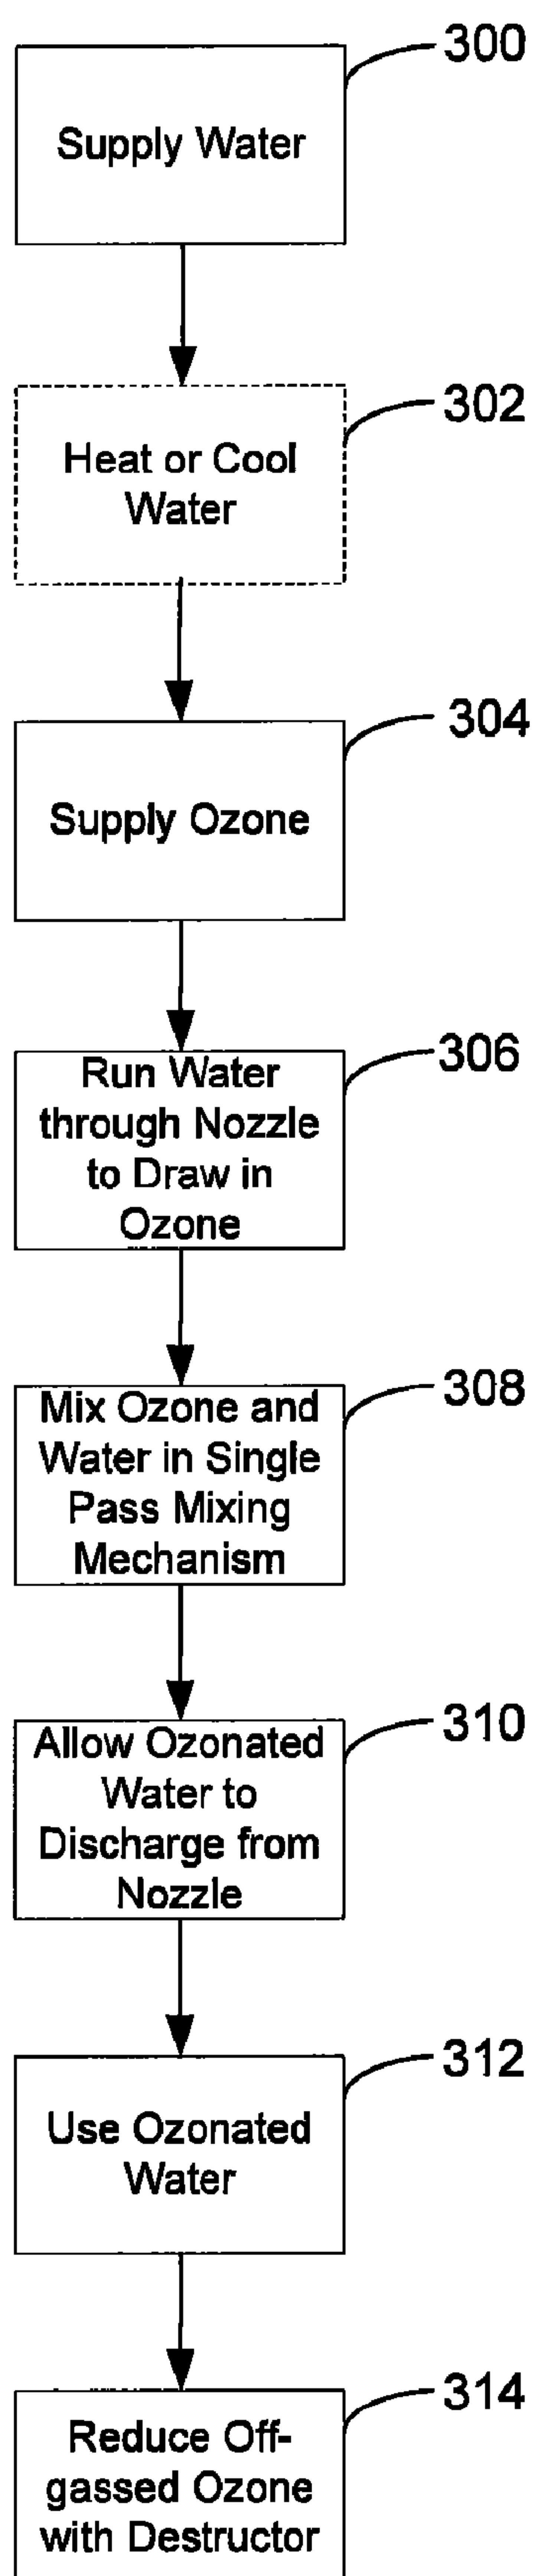 300
Supply Water
302
Heat or Cool
Water
304
Supply Ozone
306
Run Water
through Nozzle
to Draw in
Ozone
308
Mix Ozone and
Water in Single
Pass Mixing
Mechanism
310
Allow Ozonated
Water to
Discharge from
Nozzle
312
Use Ozonated
Water
314
Reduce Off-
gassed Ozone
with Destructor